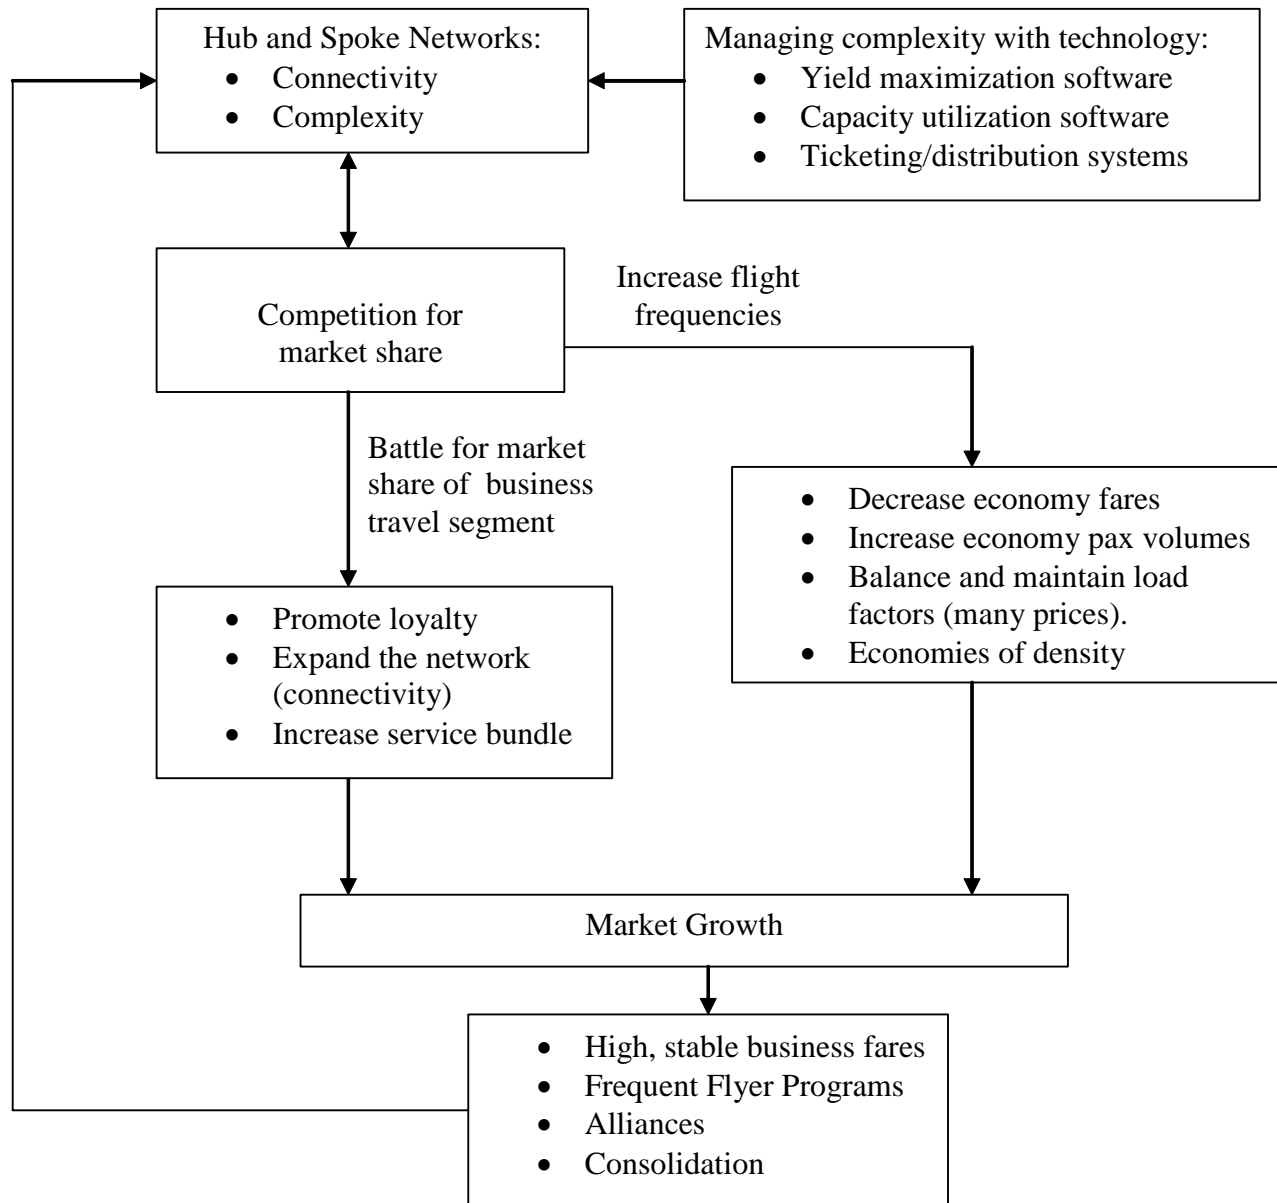 Hub and Spoke Networks:
• Connectivity
• Complexity
Managing complexity with technology:
• Yield maximization software
• Capacity utilization software
• Ticketing/distribution systems
Competition for
market share
Increase flight
frequencies
Battle for market
share of business
travel segment
• Decrease economy fares
• Increase economy pax volumes
• Balance and maintain load
factors (many prices).
• Economies of density
• Promote loyalty
• Expand the network
(connectivity)
• Increase service bundle
Market Growth
• High, stable business fares
• Frequent Flyer Programs
• Alliances
• Consolidation